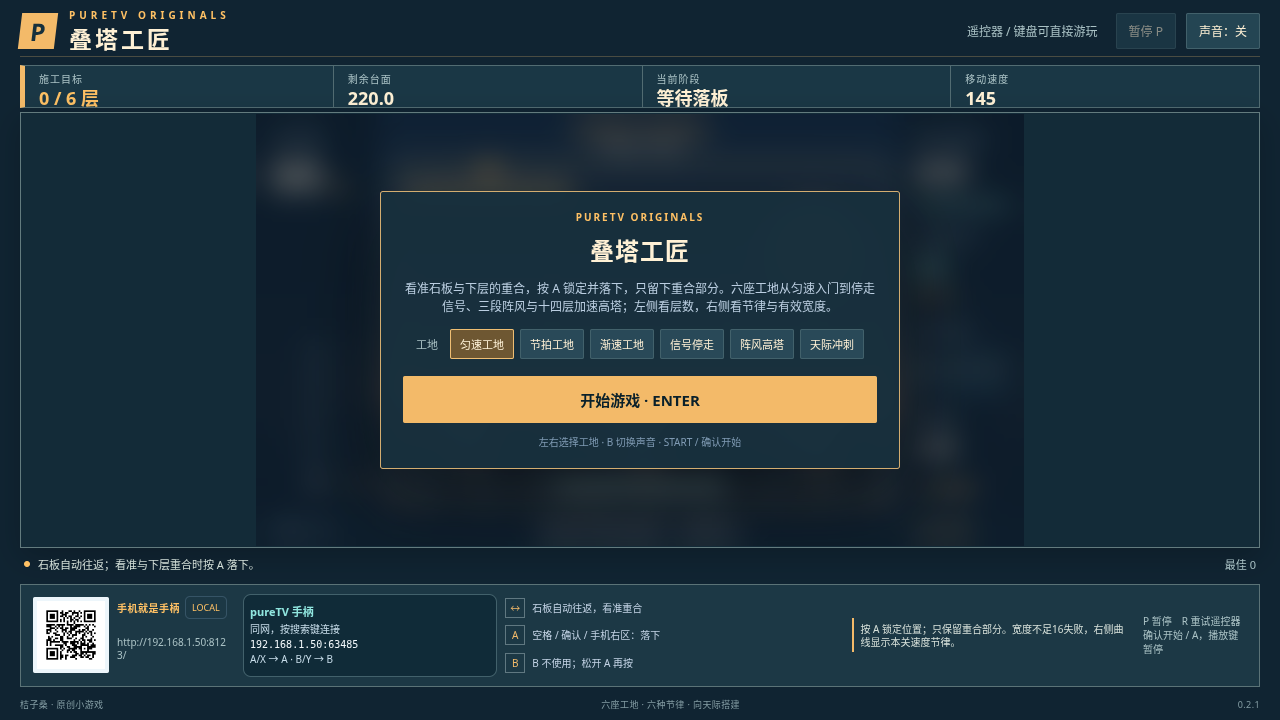 P
PURETV ORIGINALS
叠塔工匠
遥控器 / 键盘可直接游玩
暂停 P
声音：关
施工目标
0 / 6 层
剩余台面
220.0
当前阶段
等待落板
移动速度
145
PURETV ORIGINALS
叠塔工匠
看准石板与下层的重合，按 A 锁定并落下，只留下重合部分。六座工地从匀速入门到停走
信号、三段阵风与十四层加速高塔；左侧看层数，右侧看节律与有效宽度。
工地
匀速工地
节拍工地
渐速工地
信号停走
阵风高塔
天际冲刺
开始游戏 · ENTER
左右选择工地 · B 切换声音 · START / 确认开始
石板自动往返；看准与下层重合时按 A 落下。
最佳 0
手机就是手柄
LOCAL
http://192.168.1.50:812
3/
pureTV 手柄
同网，按搜索键连接
192.168.1.50:63485
A/X → A · B/Y → B
↔ 石板自动往返，看准重合
A 空格 / 确认 / 手机右区：落下
B B 不使用；松开 A 再按
按 A 锁定位置；只保留重合部分。宽度不足16失败，右侧曲
线显示本关速度节律。
P 暂停 R 重试遥控器
确认开始 / A，播放键
暂停
桔子桑 · 原创小游戏
六座工地 · 六种节律 · 向天际搭建
0.2.1